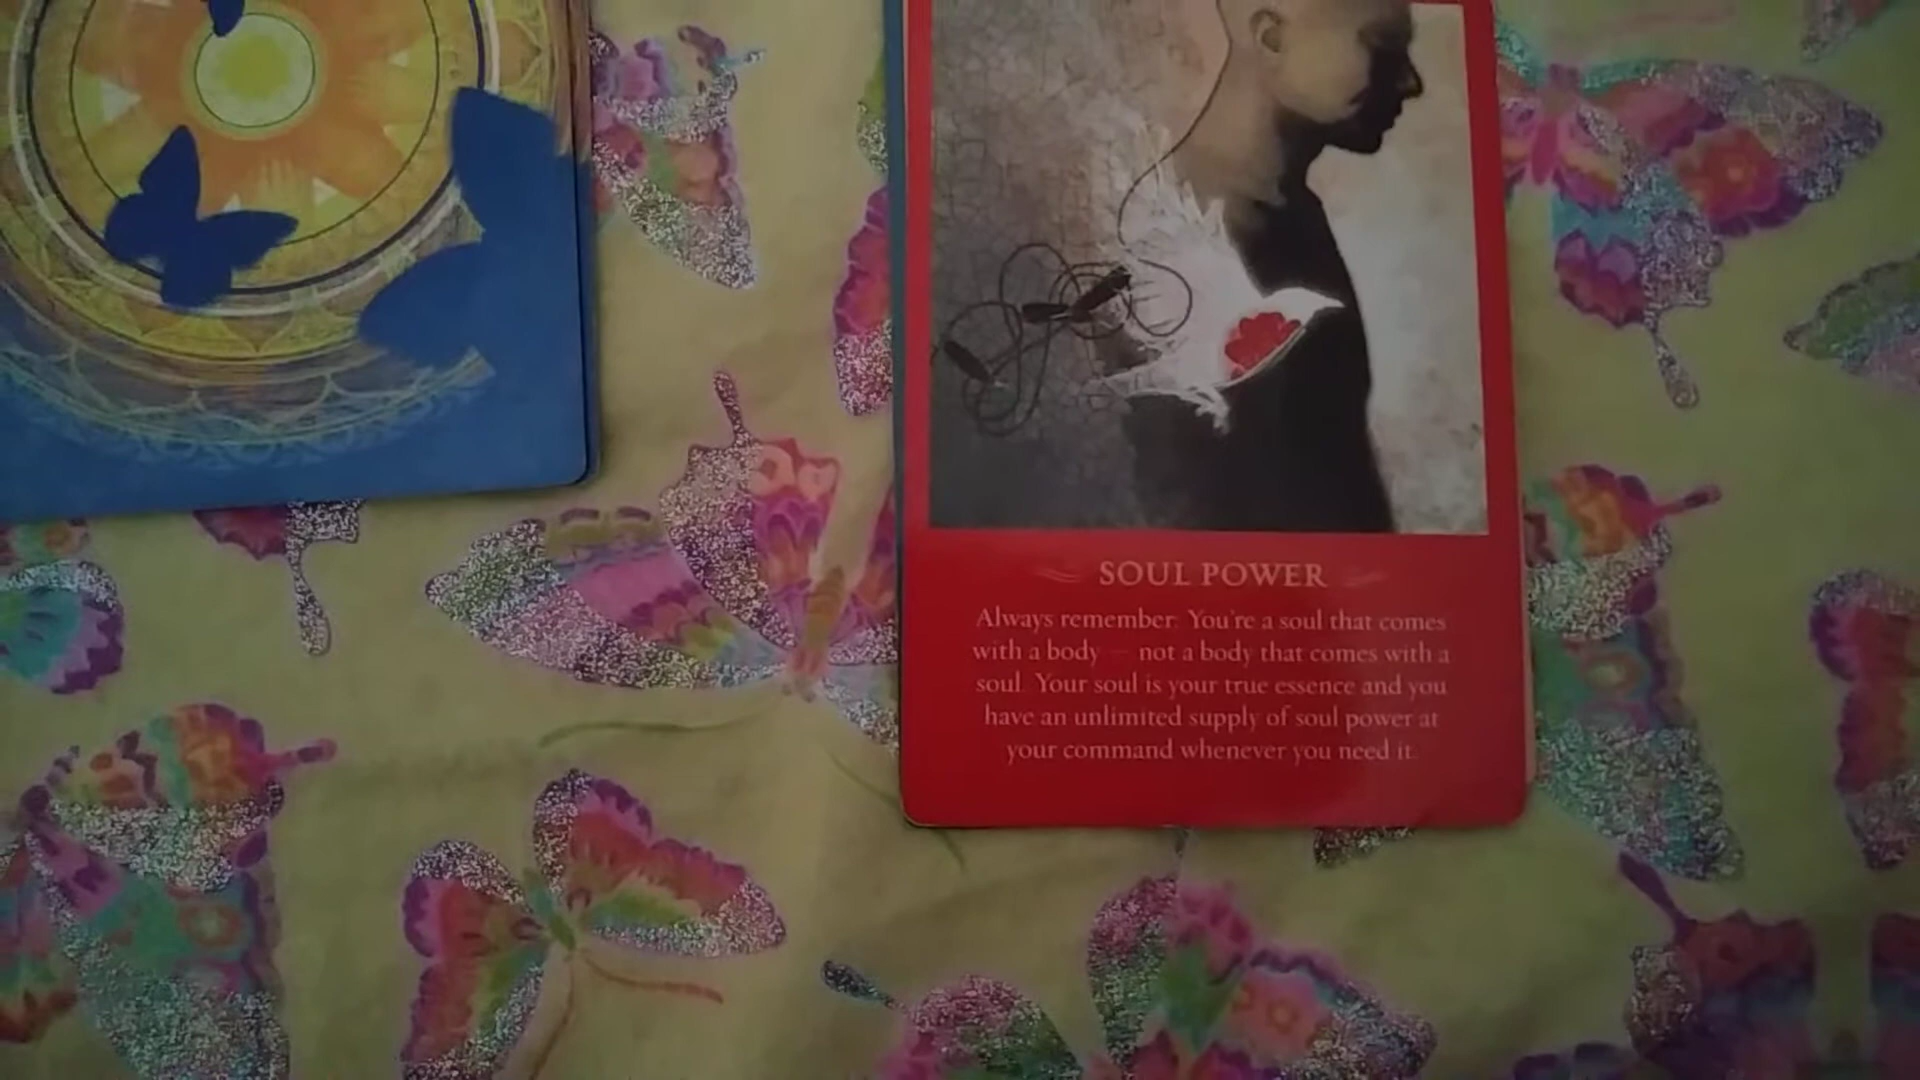 SOUL POWER
Always remember: You're a soul that comes
with a body — not a body that comes with a
soul. Your soul is your true essence and you
have an unlimited supply of soul power at
your command whenever you need it.